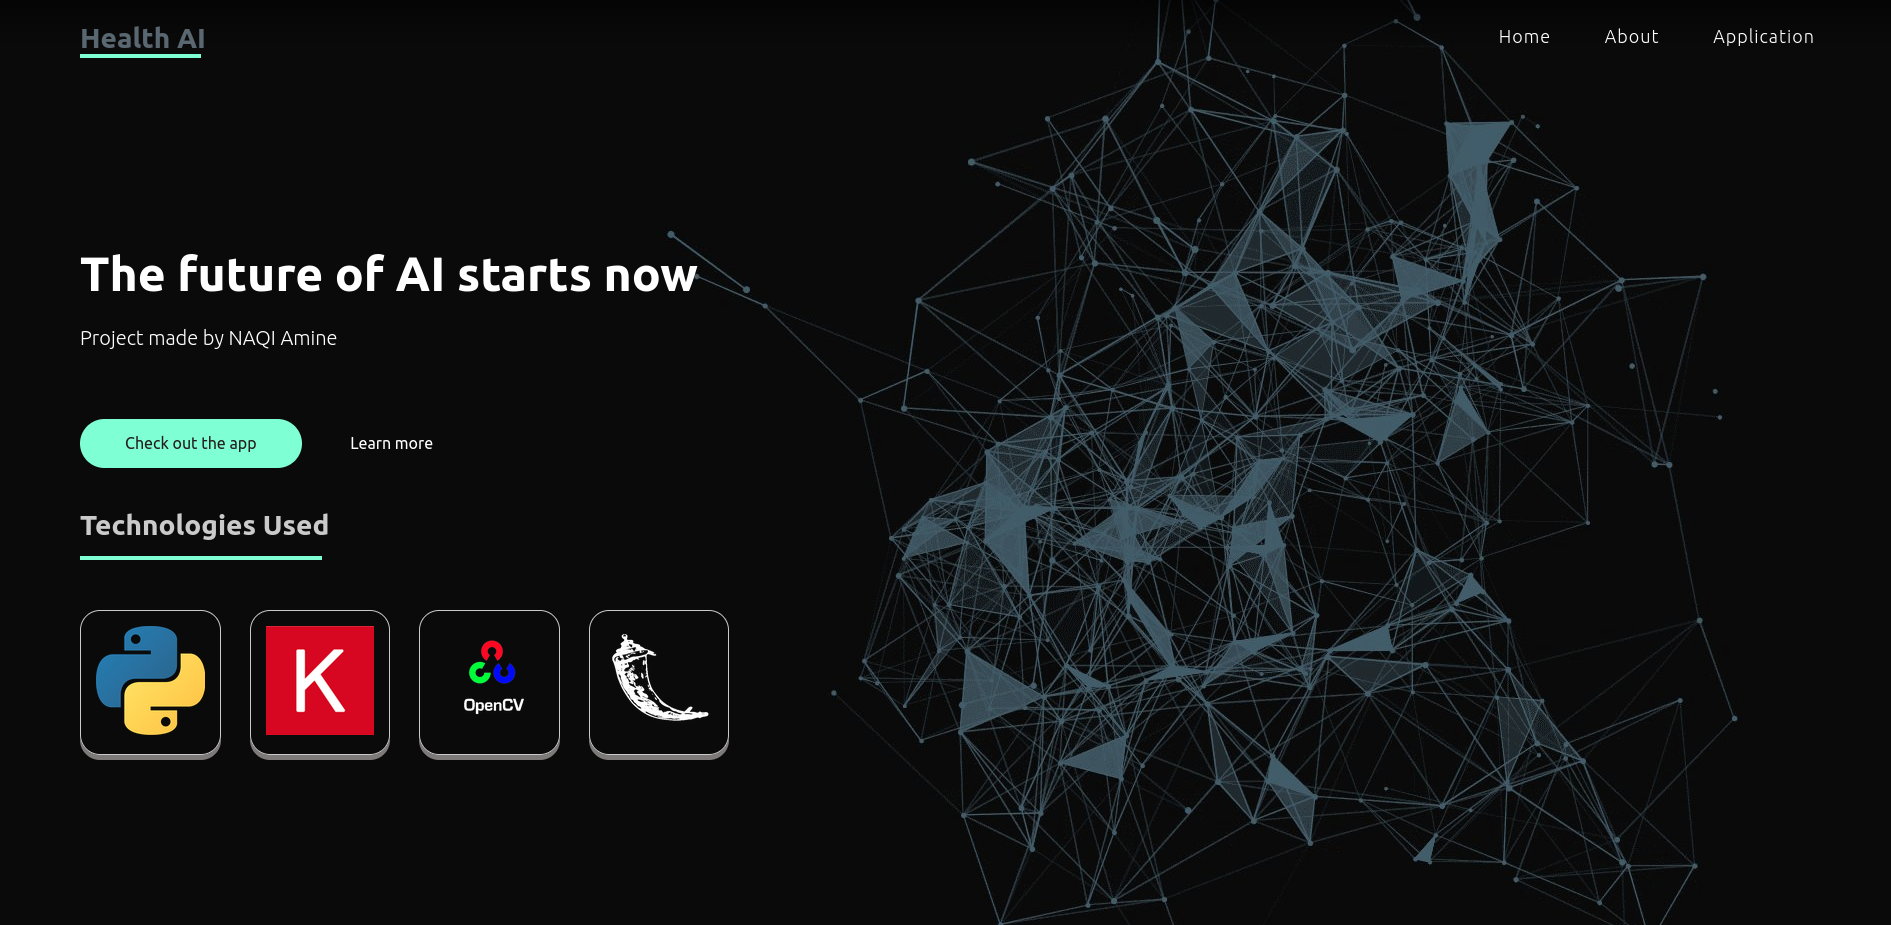 Health AI
Home
About
Application
The future of AI starts now
Project made by NAQI Amine
Check out the app
Learn more
Technologies Used
K
OpenCV